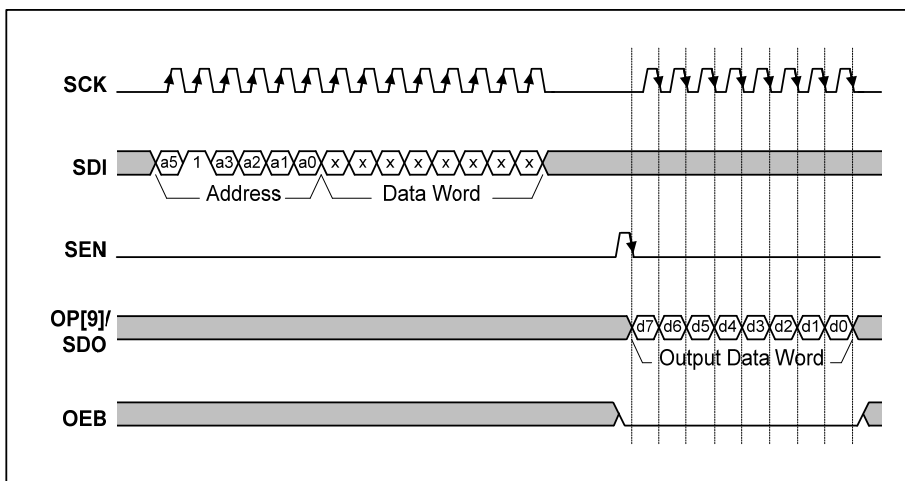 SCK
SDI
a5 1 a3 a2 a1 a0 x x x x x x x x
Address Data Word
SEN
OP[9]/
SDO
d7 d6 d5 d4 d3 d2 d1 d0
Output Data Word
OEB